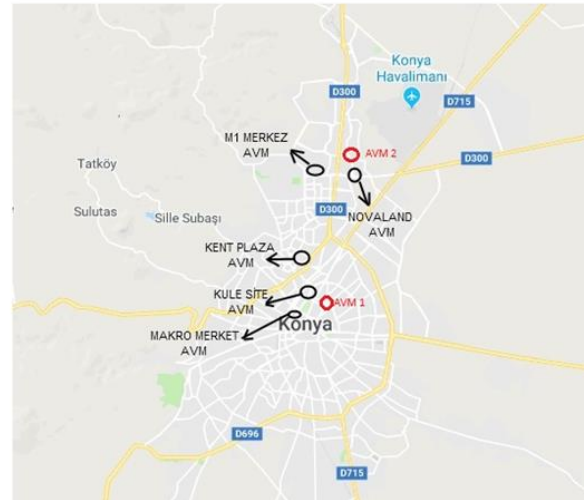 Konya
Havalimanı
D300
D715
M1 MERKEZ
AVM
AVM 2
D300
Tatköy
Sulutas
Sille Subaşı
D300
NOVALAND
AVM
KENT PLAZA
AVM
KULE SİTE
AVM
AVM 1
MAKRO MERKET
AVM
Konya
D696
D715